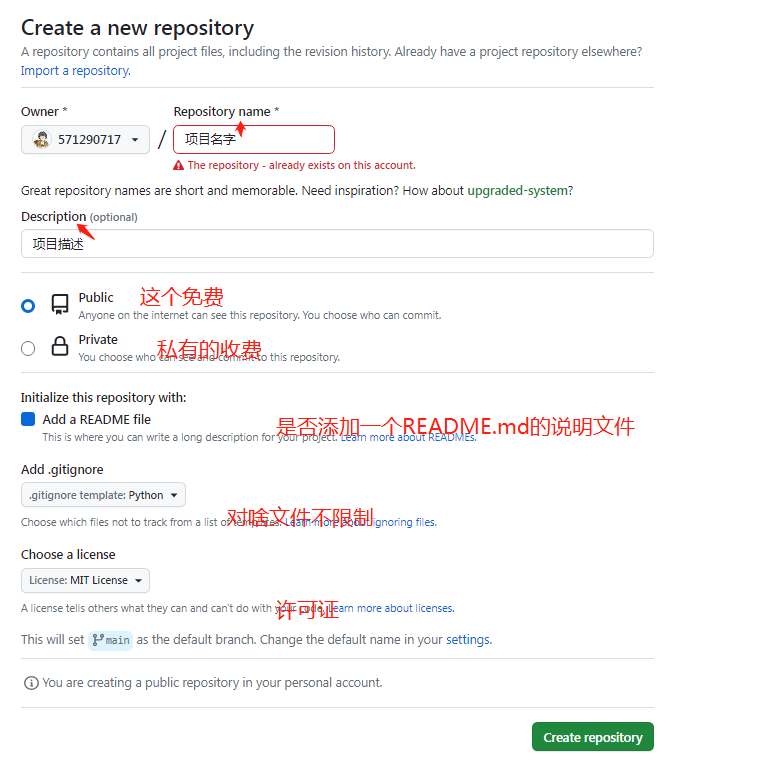 Create a new repository
A repository contains all project files, including the revision history. Already have a project repository elsewhere?
Import a repository.
Owner * Repository name *
571290717 / 项目名字
The repository - already exists on this account.
Great repository names are short and memorable. Need inspiration? How about upgraded-system?
Description (optional)
项目描述
Public 这个免费
Anyone on the internet can see this repository. You choose who can commit.
Private 私有的收费
You choose who can see and commit to this repository.
Initialize this repository with:
Add a README file 是否添加一个README.md的说明文件
This is where you can write a long description for your project. Learn more about READMEs.
Add .gitignore
.gitignore template: Python
对啥文件不限制
Choose which files not to track from a list of templates. Learn more about ignoring files.
Choose a license
License: MIT License
许可证
A license tells others what they can and can't do with your code. Learn more about licenses.
This will set main as the default branch. Change the default name in your settings.
You are creating a public repository in your personal account.
Create repository